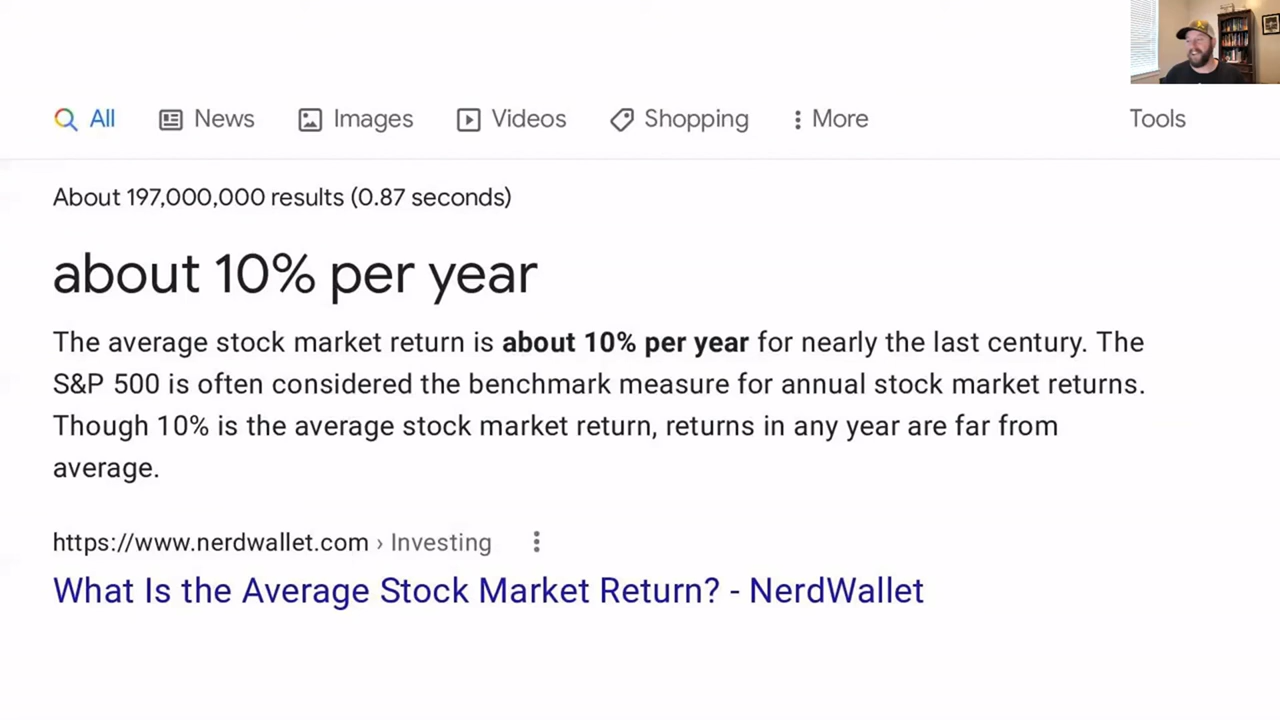 All News Images Videos Shopping More Tools
About 197,000,000 results (0.87 seconds)
about 10% per year
The average stock market return is about 10% per year for nearly the last century. The
S&P 500 is often considered the benchmark measure for annual stock market returns.
Though 10% is the average stock market return, returns in any year are far from
average.
https://www.nerdwallet.com › Investing
What Is the Average Stock Market Return? - NerdWallet